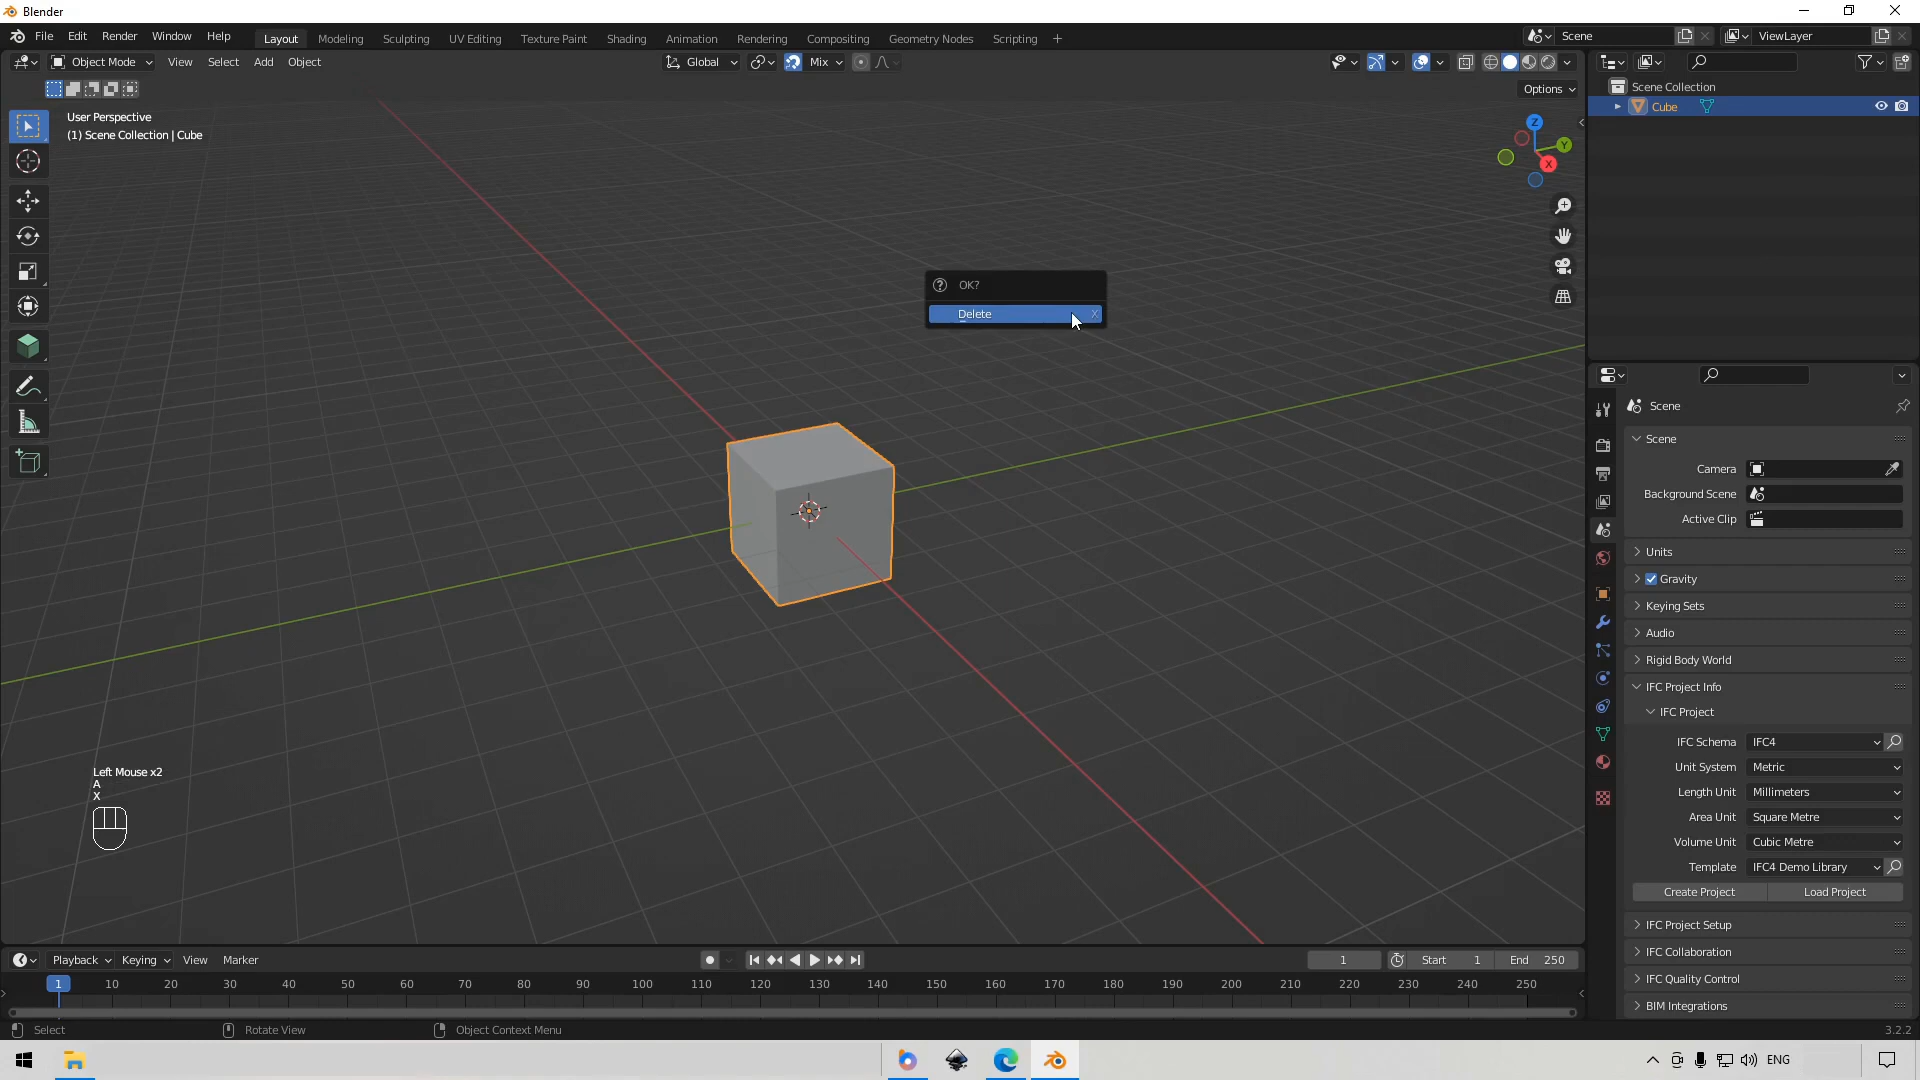 Blender
File Edit Render Window Help
Layout Modeling Sculpting UV Editing Texture Paint Shading Animation Rendering Compositing Geometry Nodes Scripting +
Scene
ViewLayer
Object Mode View Select Add Object
Global
Mix
Options
User Perspective
(1) Scene Collection | Cube
Z
Y
X
OK?
Delete X
Left Mouse x2
A
X
Scene Collection
Cube
Scene
Scene
Camera
Background Scene
Active Clip
Units
Gravity
Keying Sets
Audio
Rigid Body World
IFC Project Info
IFC Project
IFC Schema IFC4
Unit System Metric
Length Unit Millimeters
Area Unit Square Metre
Volume Unit Cubic Metre
Template IFC4 Demo Library
Create Project Load Project
IFC Project Setup
IFC Collaboration
IFC Quality Control
BIM Integrations
Playback Keying View Marker
1 Start 1 End 250
1 10 20 30 40 50 60 70 80 90 100 110 120 130 140 150 160 170 180 190 200 210 220 230 240 250
Select Rotate View Object Context Menu 3.2.2
ENG